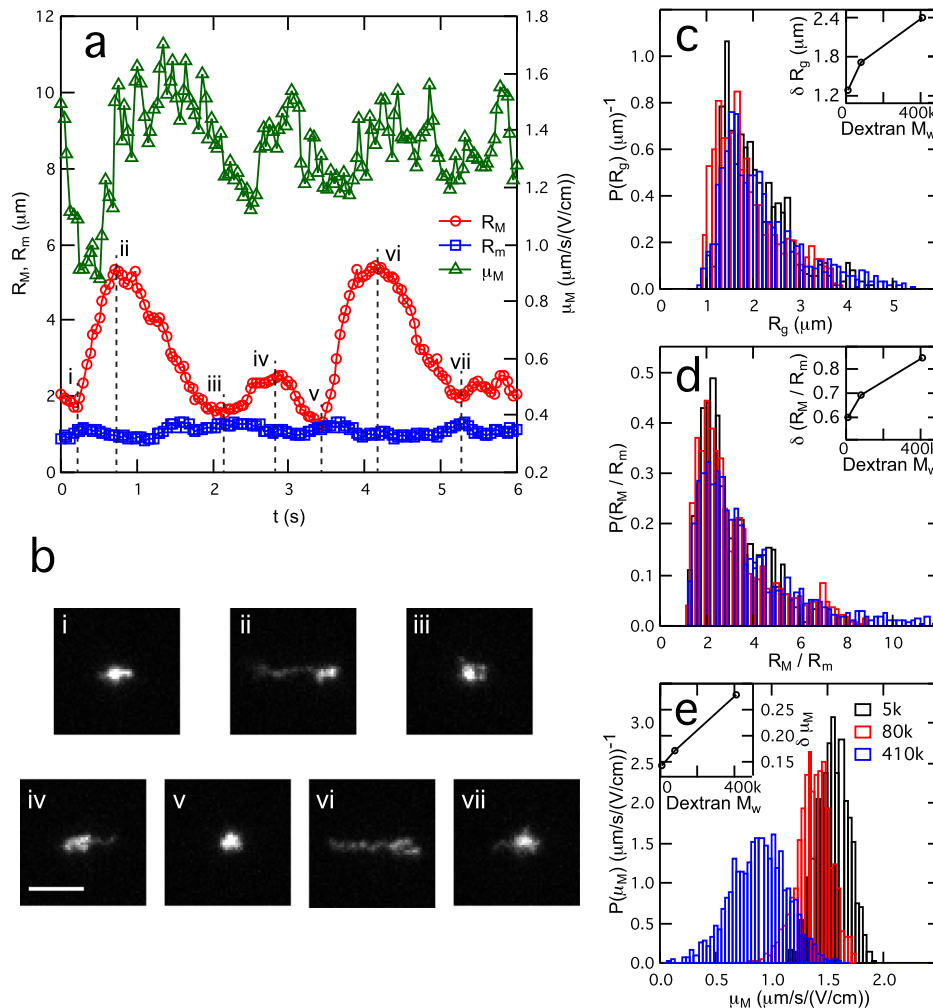 a
12
10
8
6
4
2
0
R_M, R_m (μm)
1.8
1.6
1.4
1.2
1.0
0.8
0.6
0.4
0.2
μ_M (μm/s/(V/cm))
R_M
R_m
μ_M
i
ii
iii
iv
v
vi
vii
0 1 2 3 4 5 6
t (s)
b
i
ii
iii
iv
v
vi
vii
c
1.0
0.8
0.6
0.4
0.2
0.0
P(R_g) (μm)^-1
0 1 2 3 4 5
R_g (μm)
2.4
1.8
1.2
δ R_g (μm)
0 400k
Dextran M_w
d
0.5
0.4
0.3
0.2
0.1
0.0
P(R_M / R_m)
0 2 4 6 8 10
R_M / R_m
0.8
0.7
0.6
δ (R_M / R_m)
0 400k
Dextran M_w
e
3.0
2.5
2.0
1.5
1.0
0.5
0.0
P(μ_M) (μm/s/(V/cm))^-1
0.0 0.5 1.0 1.5 2.0
μ_M (μm/s/(V/cm))
0.25
0.20
0.15
δ μ_M
0 400k
Dextran M_w
5k
80k
410k